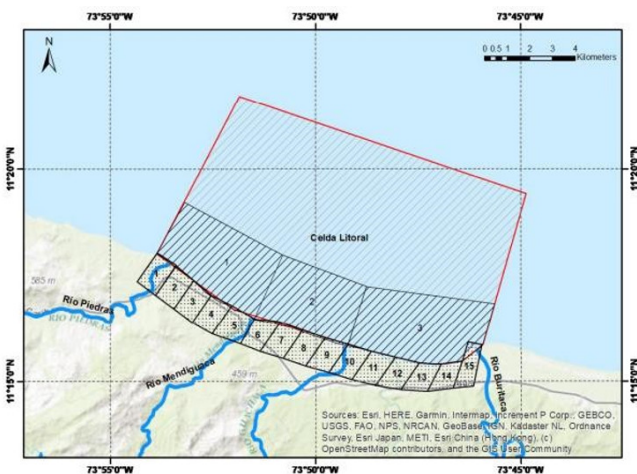 73°55'0"W 73°50'0"W 73°45'0"W
N
0 0.5 1 2 3 4
Kilometers
11°20'0"N 11°20'0"N
Celda Litoral
1
2
3
585 m
Río Piedras
RIO PIEDRAS
1 2 3 4 5 6 7 8 9 10 11 12 13 14 15
Río Mendiguaca
459 m
Río Buritaca
11°15'0"N 11°15'0"N
Sources: Esri, HERE, Garmin, Intermap, increment P Corp., GEBCO,
USGS, FAO, NPS, NRCAN, GeoBase, IGN, Kadaster NL, Ordnance
Survey, Esri Japan, METI, Esri China (Hong Kong), (c)
OpenStreetMap contributors, and the GIS User Community
73°55'0"W 73°50'0"W 73°45'0"W